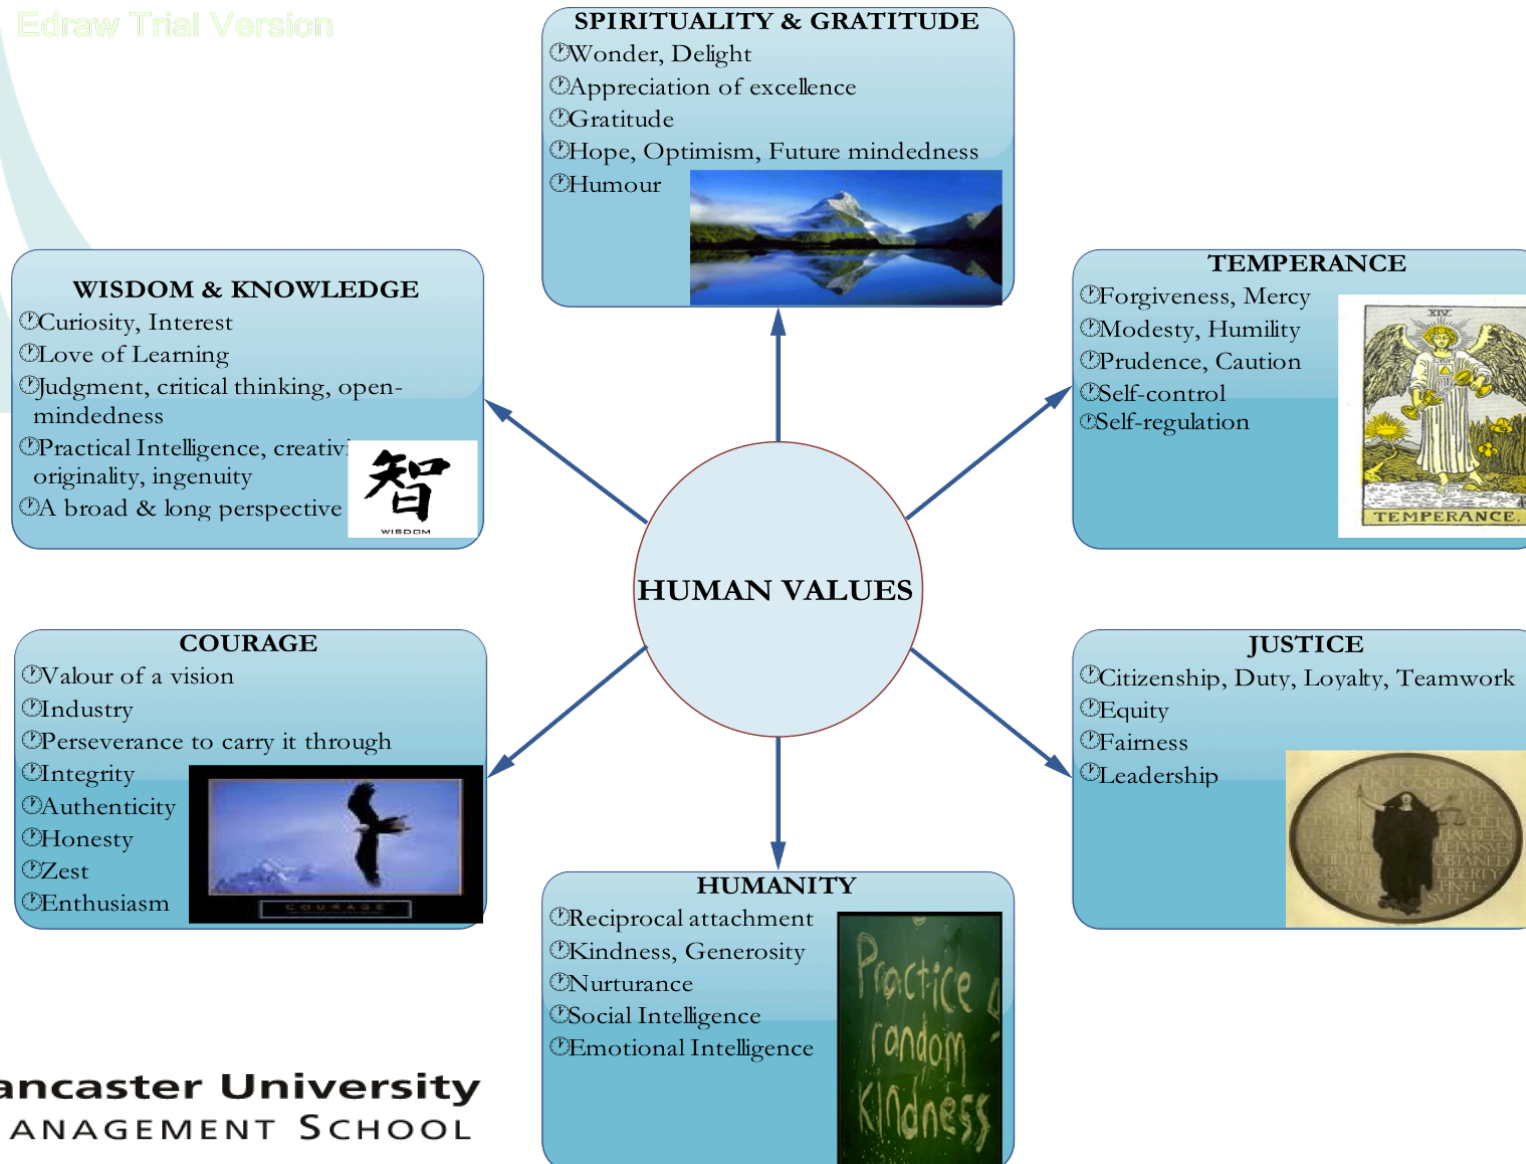 Edraw Trial Version
SPIRITUALITY & GRATITUDE
Wonder, Delight
Appreciation of excellence
Gratitude
Hope, Optimism, Future mindedness
Humour
WISDOM & KNOWLEDGE
Curiosity, Interest
Love of Learning
Judgment, critical thinking, open-
mindedness
Practical Intelligence, creativi
originality, ingenuity
A broad & long perspective
智
WISDOM
TEMPERANCE
Forgiveness, Mercy
Modesty, Humility
Prudence, Caution
Self-control
Self-regulation
XIV
TEMPERANCE.
HUMAN VALUES
COURAGE
Valour of a vision
Industry
Perseverance to carry it through
Integrity
Authenticity
Honesty
Zest
Enthusiasm
COURAGE
JUSTICE
Citizenship, Duty, Loyalty, Teamwork
Equity
Fairness
Leadership
OBTAINED
LIBERTY
HUMANITY
Reciprocal attachment
Kindness, Generosity
Nurturance
Social Intelligence
Emotional Intelligence
Practice
random
kindness
ancaster University
ANAGEMENT SCHOOL